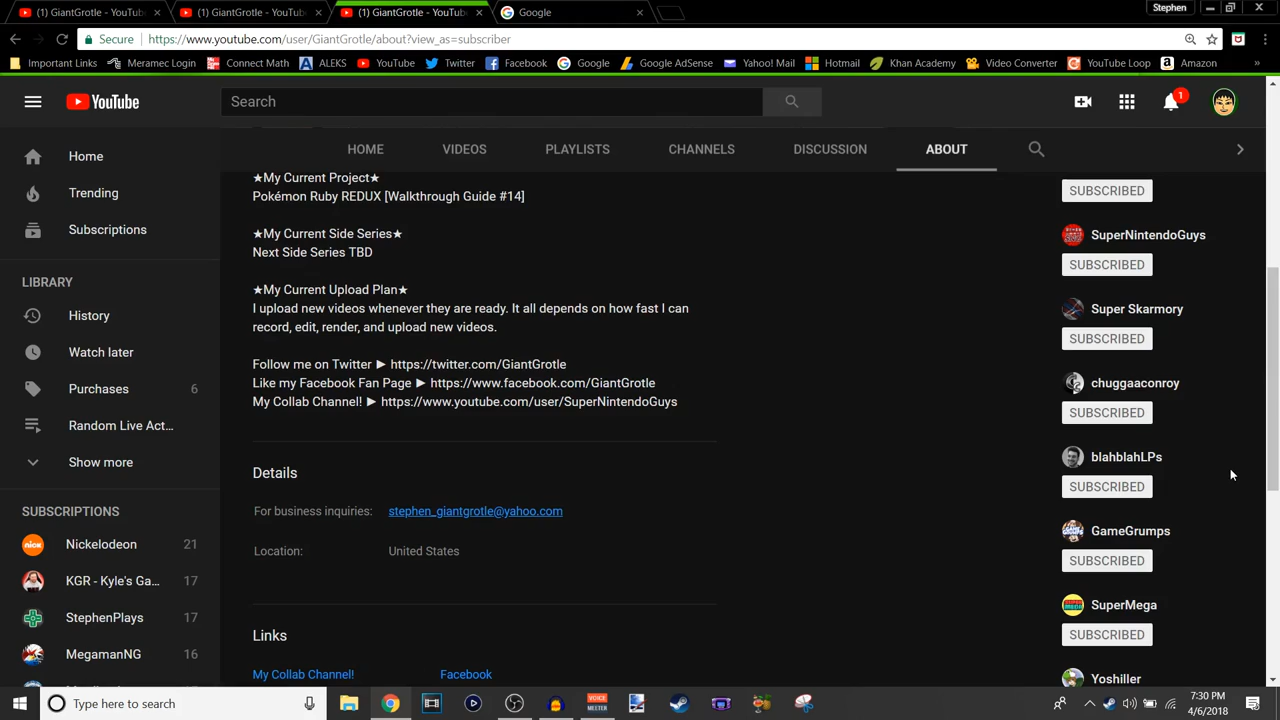 (1) GiantGrotle - YouTub
(1) GiantGrotle - YouTub
(1) GiantGrotle - YouTub
Google
Stephen
Secure
https://www.youtube.com/user/GiantGrotle/about?view_as=subscriber
Important Links
Meramec Login
Connect Math
ALEKS
YouTube
Twitter
Facebook
Google
Google AdSense
Yahoo! Mail
Hotmail
Khan Academy
Video Converter
YouTube Loop
Amazon
»
YouTube
Search
1
HOME
VIDEOS
PLAYLISTS
CHANNELS
DISCUSSION
ABOUT
Home
Trending
Subscriptions
LIBRARY
History
Watch later
Purchases 6
Random Live Act...
Show more
SUBSCRIPTIONS
Nickelodeon 21
KGR - Kyle's Ga... 17
StephenPlays 17
MegamanNG 16
★My Current Project★
Pokémon Ruby REDUX [Walkthrough Guide #14]
★My Current Side Series★
Next Side Series TBD
★My Current Upload Plan★
I upload new videos whenever they are ready. It all depends on how fast I can
record, edit, render, and upload new videos.
Follow me on Twitter ► https://twitter.com/GiantGrotle
Like my Facebook Fan Page ► https://www.facebook.com/GiantGrotle
My Collab Channel! ► https://www.youtube.com/user/SuperNintendoGuys
Details
For business inquiries: stephen_giantgrotle@yahoo.com
Location: United States
Links
My Collab Channel!
Facebook
SUBSCRIBED
SuperNintendoGuys
SUBSCRIBED
Super Skarmory
SUBSCRIBED
chuggaaconroy
SUBSCRIBED
blahblahLPs
SUBSCRIBED
GameGrumps
SUBSCRIBED
SuperMega
SUBSCRIBED
Yoshiller
Type here to search
7:30 PM
4/6/2018